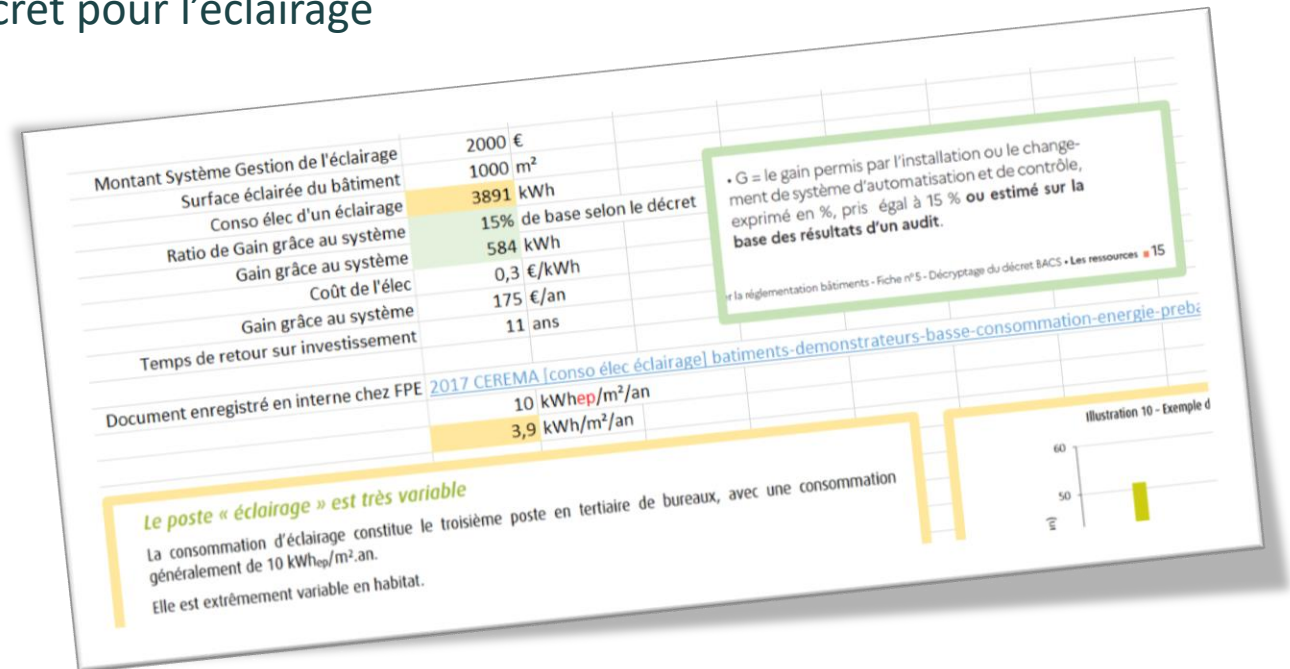 cret pour l'éclairage
Montant Système Gestion de l'éclairage 2000 €
Surface éclairée du bâtiment 1000 m²
Conso élec d'un éclairage 3891 kWh
Ratio de Gain grâce au système 15% de base selon le décret
Gain grâce au système 584 kWh
Coût de l'élec 0,3 €/kWh
Gain grâce au système 175 €/an
Temps de retour sur investissement 11 ans
• G = le gain permis par l'installation ou le change-
ment de système d'automatisation et de contrôle,
exprimé en %, pris égal à 15 % ou estimé sur la
base des résultats d'un audit.
r la réglementation bâtiments - Fiche n° 5 - Décryptage du décret BACS • Les ressources ■ 15
Document enregistré en interne chez FPE 2017 CEREMA [conso élec éclairage] batiments-demonstrateurs-basse-consommation-energie-preba
10 kWhep/m²/an
3,9 kWh/m²/an
Le poste « éclairage » est très variable
La consommation d'éclairage constitue le troisième poste en tertiaire de bureaux, avec une consommation
généralement de 10 kWhep/m².an.
Elle est extrêmement variable en habitat.
Illustration 10 - Exemple d
60
50